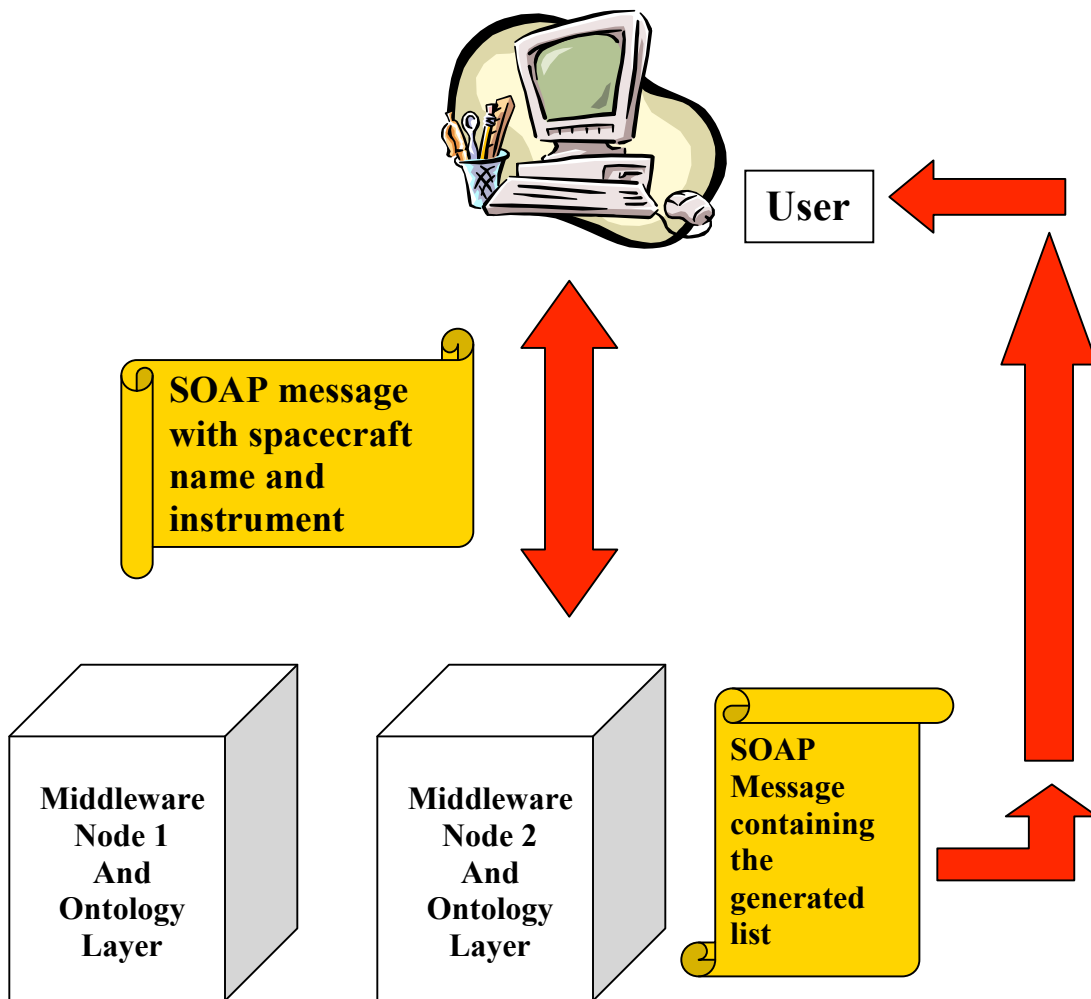 User
SOAP message
with spacecraft
name and
instrument
Middleware
Node 1
And
Ontology
Layer
Middleware
Node 2
And
Ontology
Layer
SOAP
Message
containing
the
generated
list